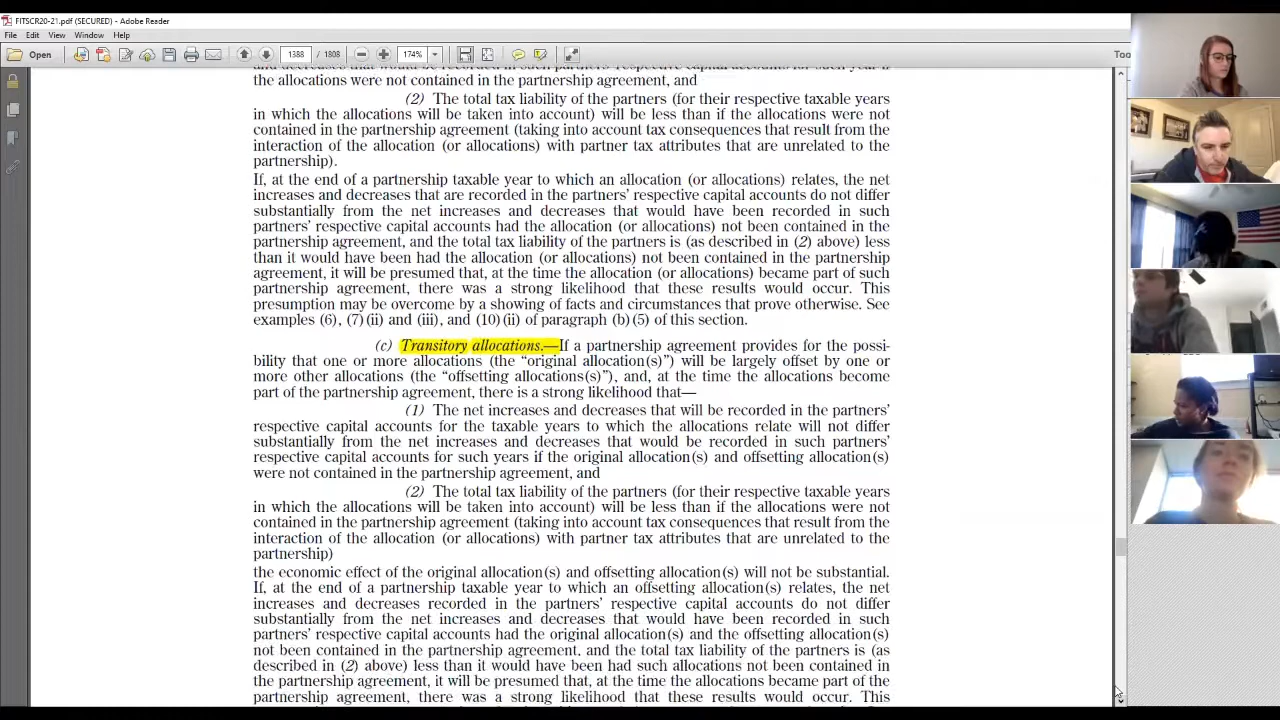 FITSCR20-21.pdf (SECURED) - Adobe Reader
File Edit View Window Help
Open 1388 / 1808 174% Too
the allocations were not contained in the partnership agreement, and
(2) The total tax liability of the partners (for their respective taxable years
in which the allocations will be taken into account) will be less than if the allocations were not
contained in the partnership agreement (taking into account tax consequences that result from the
interaction of the allocation (or allocations) with partner tax attributes that are unrelated to the
partnership).
If, at the end of a partnership taxable year to which an allocation (or allocations) relates, the net
increases and decreases that are recorded in the partners' respective capital accounts do not differ
substantially from the net increases and decreases that would have been recorded in such
partners' respective capital accounts had the allocation (or allocations) not been contained in the
partnership agreement, and the total tax liability of the partners is (as described in (2) above) less
than it would have been had the allocation (or allocations) not been contained in the partnership
agreement, it will be presumed that, at the time the allocation (or allocations) became part of such
partnership agreement, there was a strong likelihood that these results would occur. This
presumption may be overcome by a showing of facts and circumstances that prove otherwise. See
examples (6), (7)(ii) and (iii), and (10)(ii) of paragraph (b)(5) of this section.
(c) Transitory allocations.—If a partnership agreement provides for the possi-
bility that one or more allocations (the "original allocation(s)") will be largely offset by one or
more other allocations (the "offsetting allocations(s)"), and, at the time the allocations become
part of the partnership agreement, there is a strong likelihood that—
(1) The net increases and decreases that will be recorded in the partners'
respective capital accounts for the taxable years to which the allocations relate will not differ
substantially from the net increases and decreases that would be recorded in such partners'
respective capital accounts for such years if the original allocation(s) and offsetting allocation(s)
were not contained in the partnership agreement, and
(2) The total tax liability of the partners (for their respective taxable years
in which the allocations will be taken into account) will be less than if the allocations were not
contained in the partnership agreement (taking into account tax consequences that result from the
interaction of the allocation (or allocations) with partner tax attributes that are unrelated to the
partnership)
the economic effect of the original allocation(s) and offsetting allocation(s) will not be substantial.
If, at the end of a partnership taxable year to which an offsetting allocation(s) relates, the net
increases and decreases recorded in the partners' respective capital accounts do not differ
substantially from the net increases and decreases that would have been recorded in such
partners' respective capital accounts had the original allocation(s) and the offsetting allocation(s)
not been contained in the partnership agreement, and the total tax liability of the partners is (as
described in (2) above) less than it would have been had such allocations not been contained in
the partnership agreement, it will be presumed that, at the time the allocations became part of the
partnership agreement, there was a strong likelihood that these results would occur. This